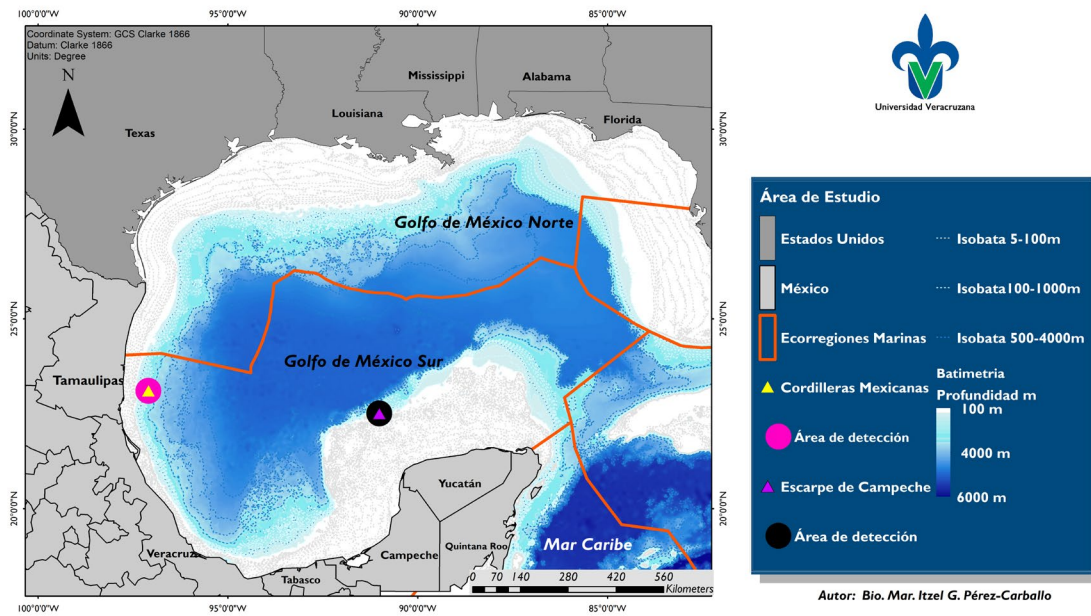 100°0'0"W
95°0'0"W
90°0'0"W
85°0'0"W
Coordinate System: GCS Clarke 1866
Datum: Clarke 1866
Units: Degree
N
30°0'0"N
25°0'0"N
20°0'0"N
30°0'0"N
25°0'0"N
20°0'0"N
Mississippi
Alabama
Louisiana
Florida
Texas
Golfo de México Norte
Golfo de México Sur
Tamaulipas
Yucatán
Veracruz
Campeche
Quintana Roo
Mar Caribe
Tabasco
0 70 140 280 420 560
Kilometers
100°0'0"W
95°0'0"W
90°0'0"W
85°0'0"W
Universidad Veracruzana
Área de Estudio
Estados Unidos
Isobata 5-100m
México
Isobata100-1000m
Ecorregiones Marinas
Isobata 500-4000m
Cordilleras Mexicanas
Batimetria
Profundidad m
100 m
4000 m
6000 m
Área de detección
Escarpe de Campeche
Área de detección
Autor: Bio. Mar. Itzel G. Pérez-Carballo